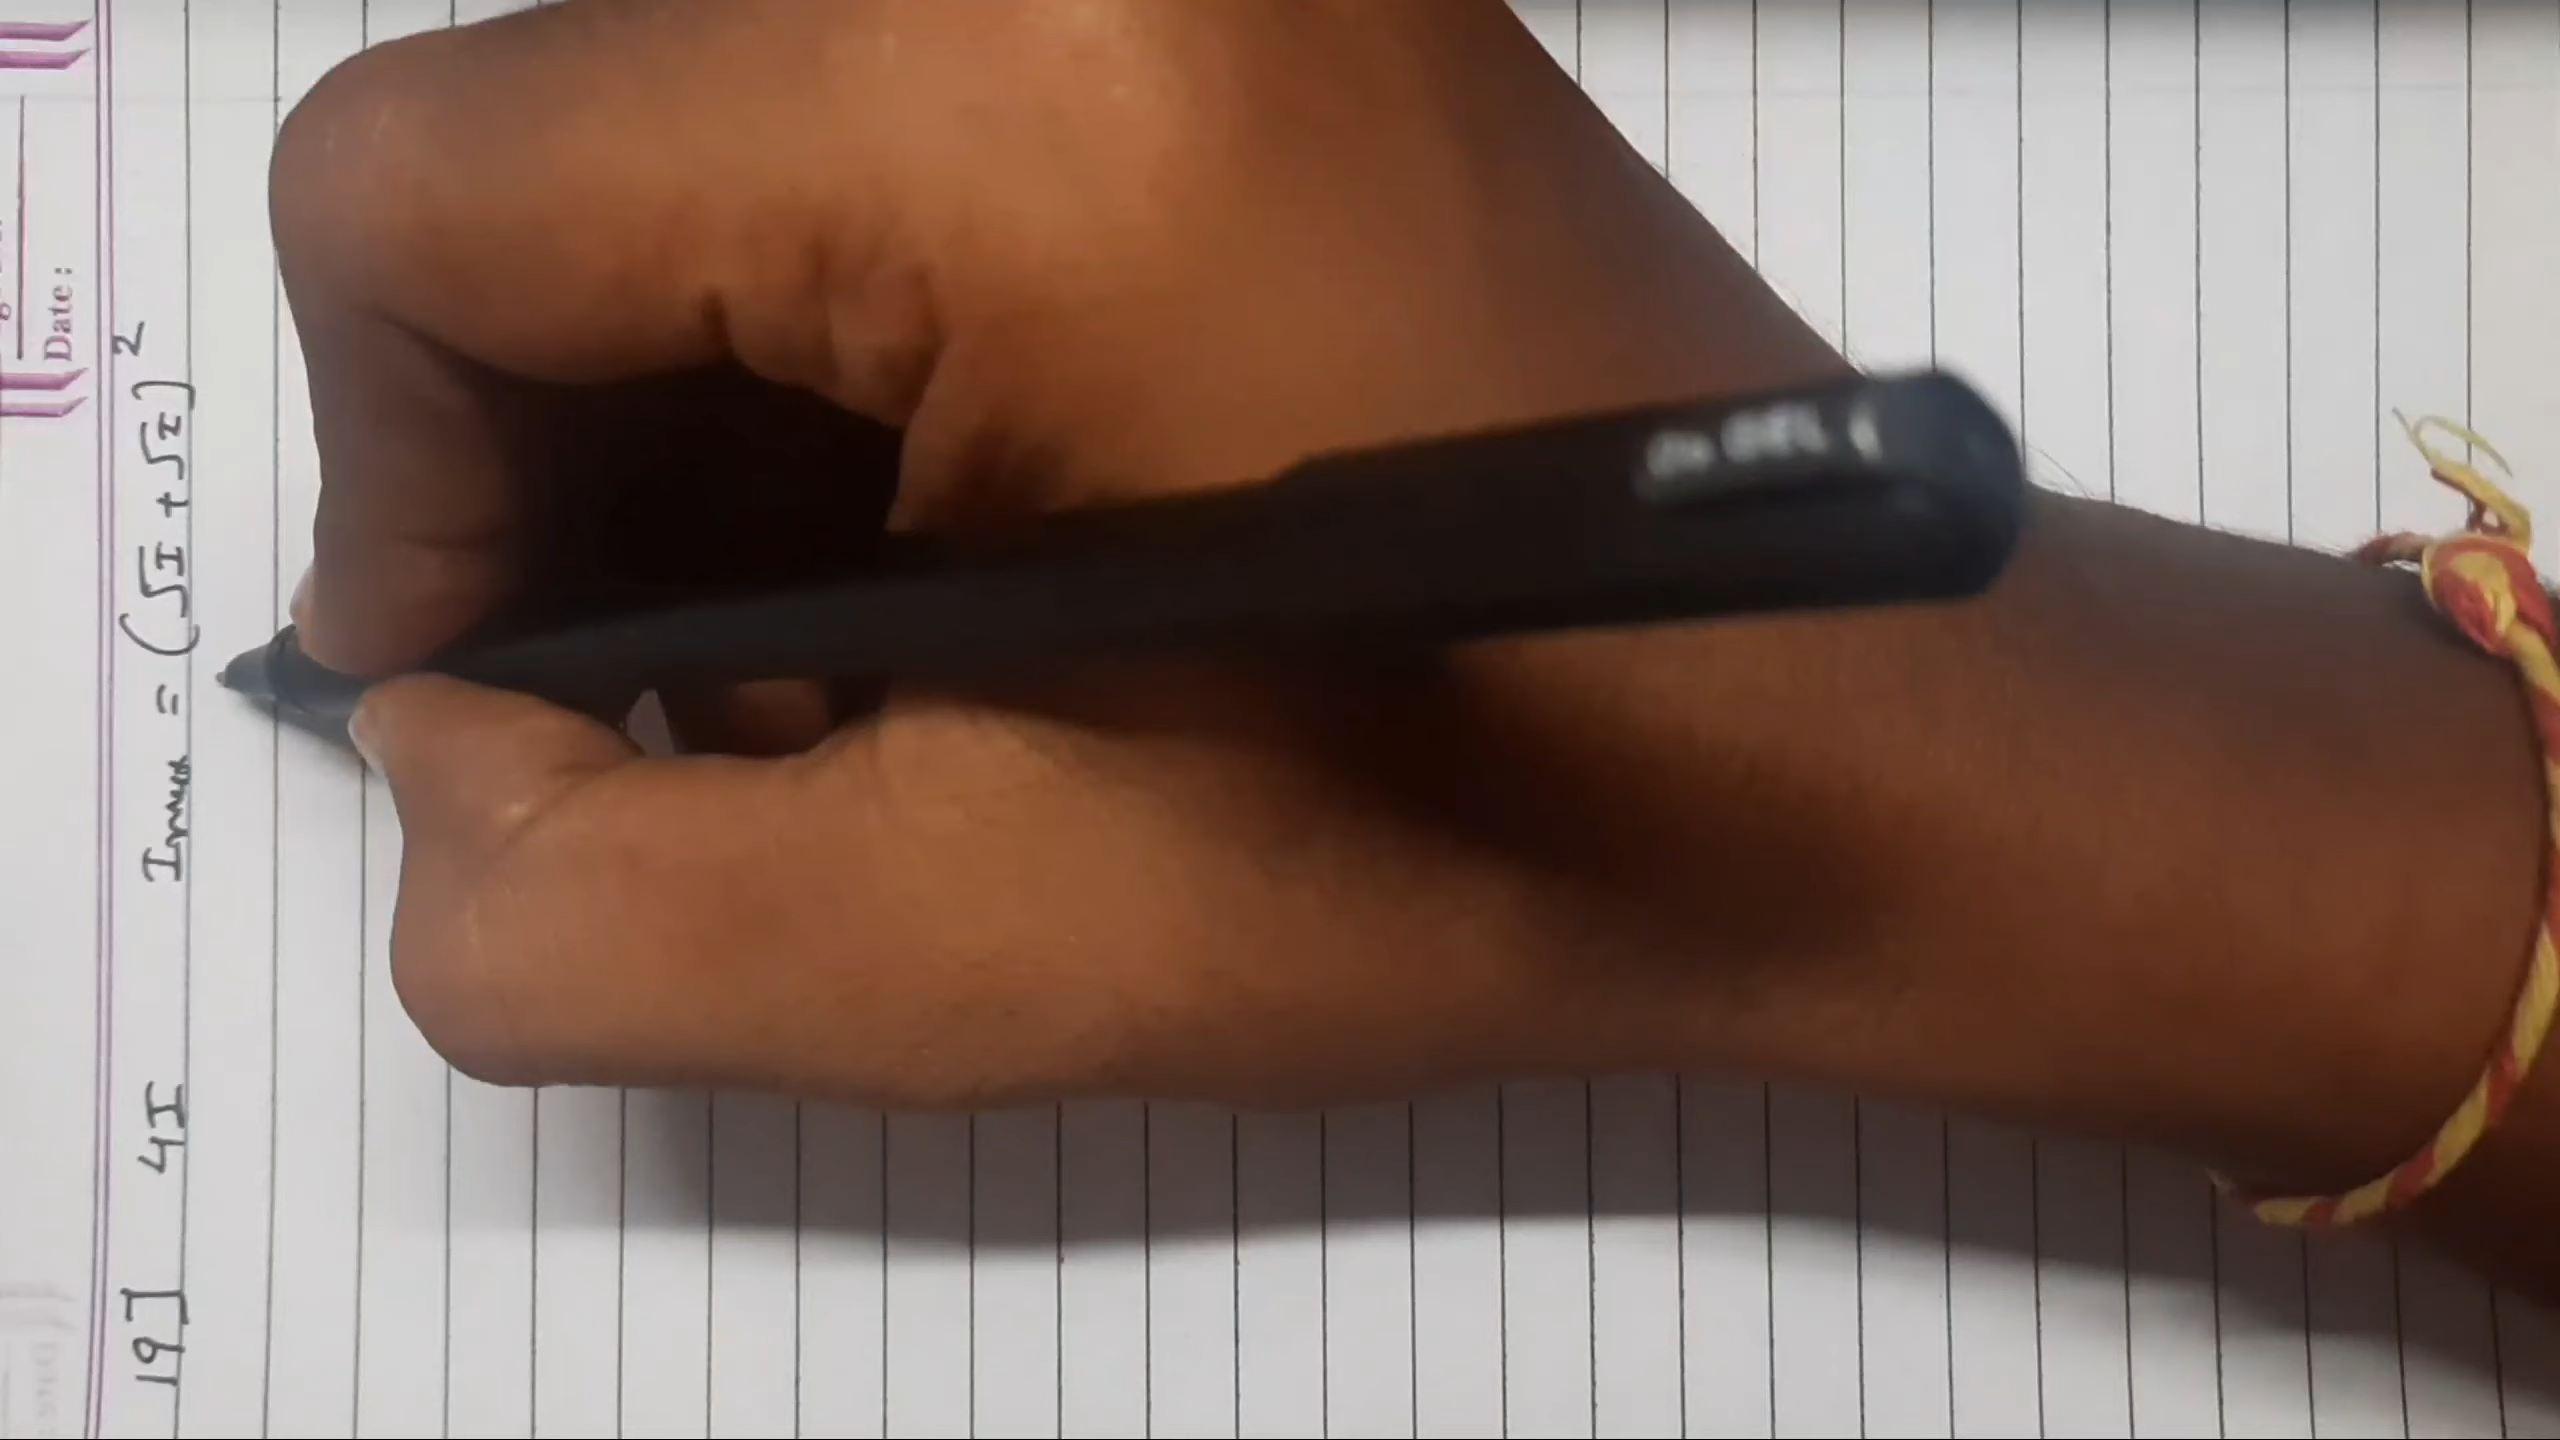 Date :
19] 4I Imax = (√I + √I)²